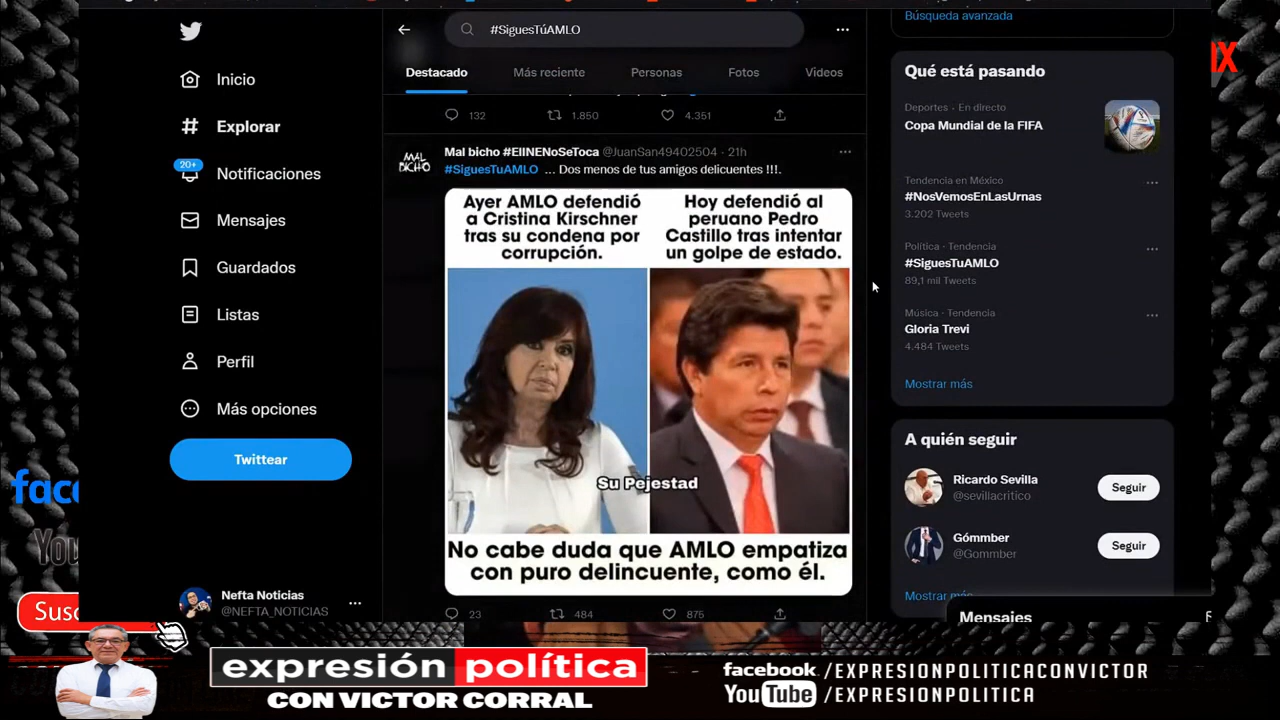 #SiguesTúAMLO
Inicio
Explorar
20+
Notificaciones
Mensajes
Guardados
Listas
Perfil
Más opciones
Twittear
Nefta Noticias
@NEFTA_NOTICIAS
Destacado
Más reciente
Personas
Fotos
Videos
132
1.850
4.351
MAL
BICHO
Mal bicho #ElINENoSeToca @JuanSan49402504 · 21h
#SiguesTuAMLO ... Dos menos de tus amigos delicuentes !!!.
Ayer AMLO defendió
a Cristina Kirschner
tras su condena por
corrupción.
Hoy defendió al
peruano Pedro
Castillo tras intentar
un golpe de estado.
Su Pejestad
No cabe duda que AMLO empatiza
con puro delincuente, como él.
23
484
875
Búsqueda avanzada
Qué está pasando
Deportes · En directo
Copa Mundial de la FIFA
Tendencia en México
#NosVemosEnLasUrnas
3.202 Tweets
Política · Tendencia
#SiguesTuAMLO
89,1 mil Tweets
Música · Tendencia
Gloria Trevi
4.484 Tweets
Mostrar más
A quién seguir
Ricardo Sevilla
@sevillacritico
Seguir
Gómmber
@Gommber
Seguir
Mostrar más
Mensajes
IX
face
You
Susc
expresión política
CON VICTOR CORRAL
facebook /EXPRESIONPOLITICACONVICTOR
YouTube /EXPRESIONPOLITICA